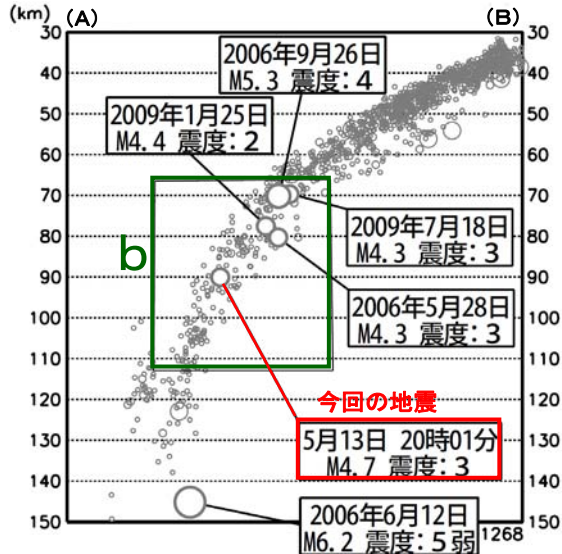 (km) (A) (B)
30 30
2006年9月26日
M5.3 震度：4
40 40
2009年1月25日
M4.4 震度：2
50 50
60 60
70 70
2009年7月18日
M4.3 震度：3
b
80 80
90 90
2006年5月28日
M4.3 震度：3
100 100
110 110
今回の地震
120 120
5月13日 20時01分
M4.7 震度：3
130 130
140 140
2006年6月12日
M6.2 震度：5弱
150 150
1268